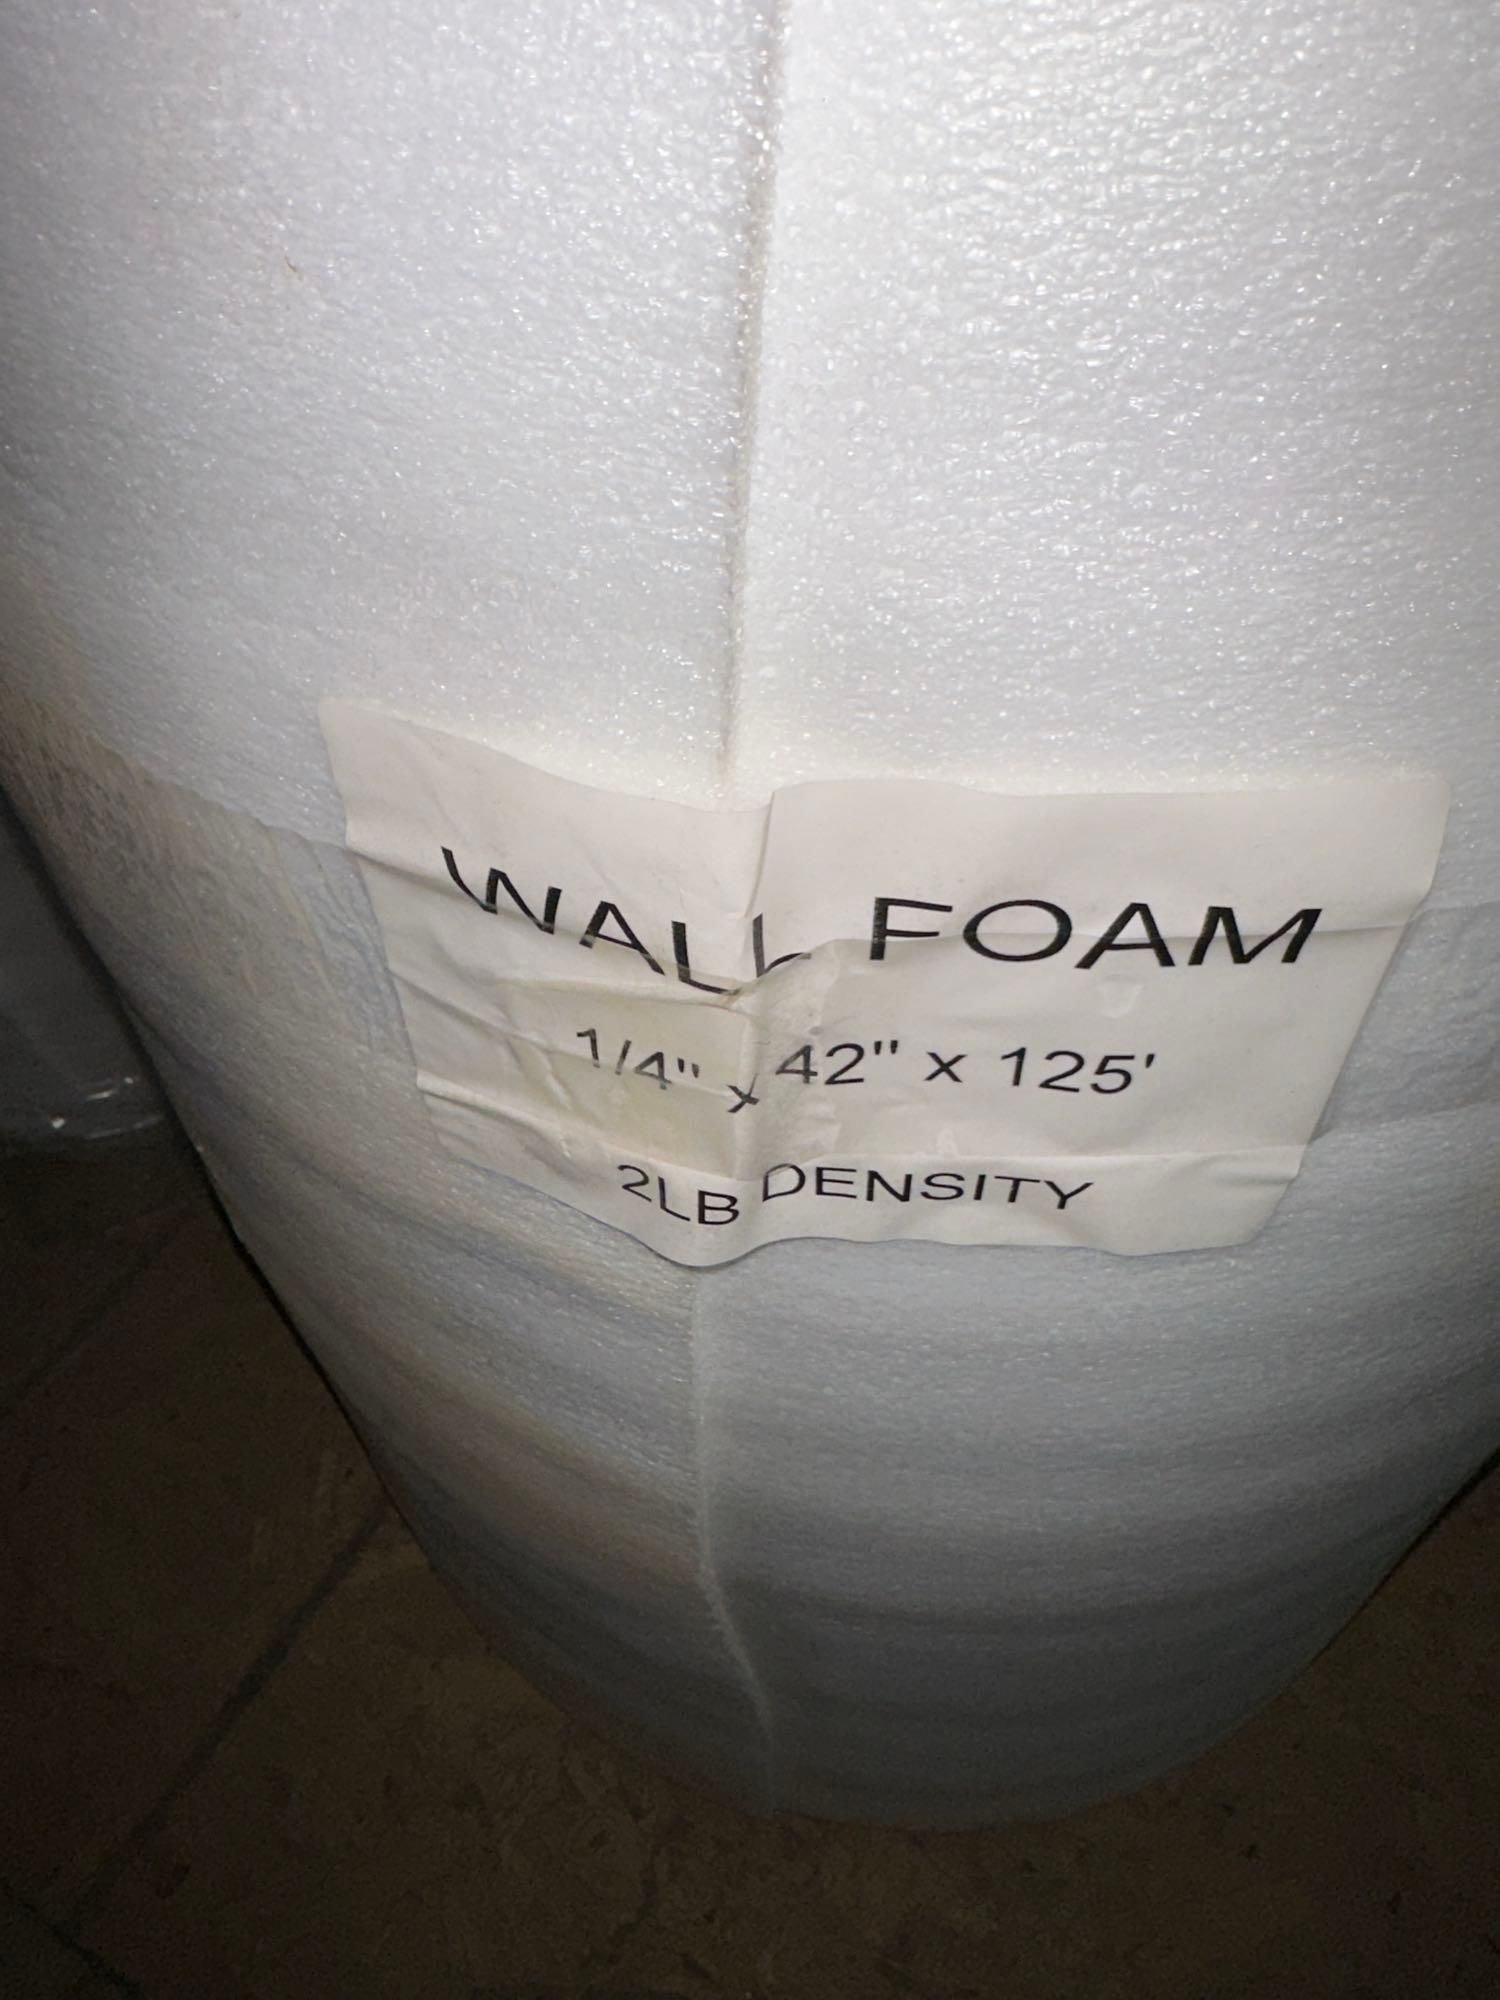 WALL FOAM
1/4" x 42" x 125'
2LB DENSITY